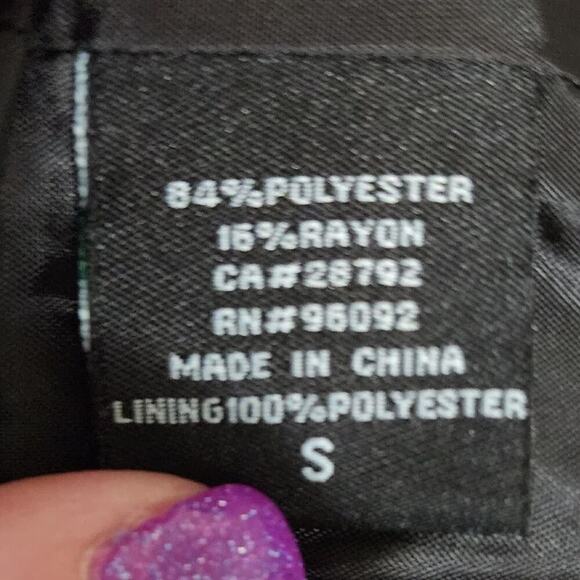 84%POLYESTER
16%RAYON
CA#28792
RN#96092
MADE IN CHINA
LINING100%POLYESTER
S